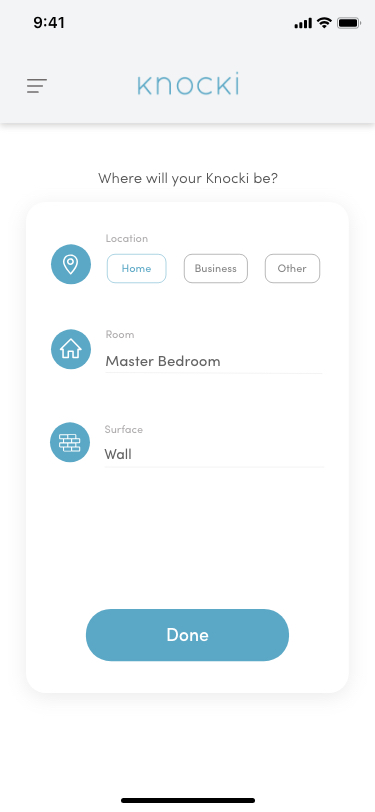 9:41
knocki
Where will your Knocki be?
Location
Home Business Other
Room
Master Bedroom
Surface
Wall
Done